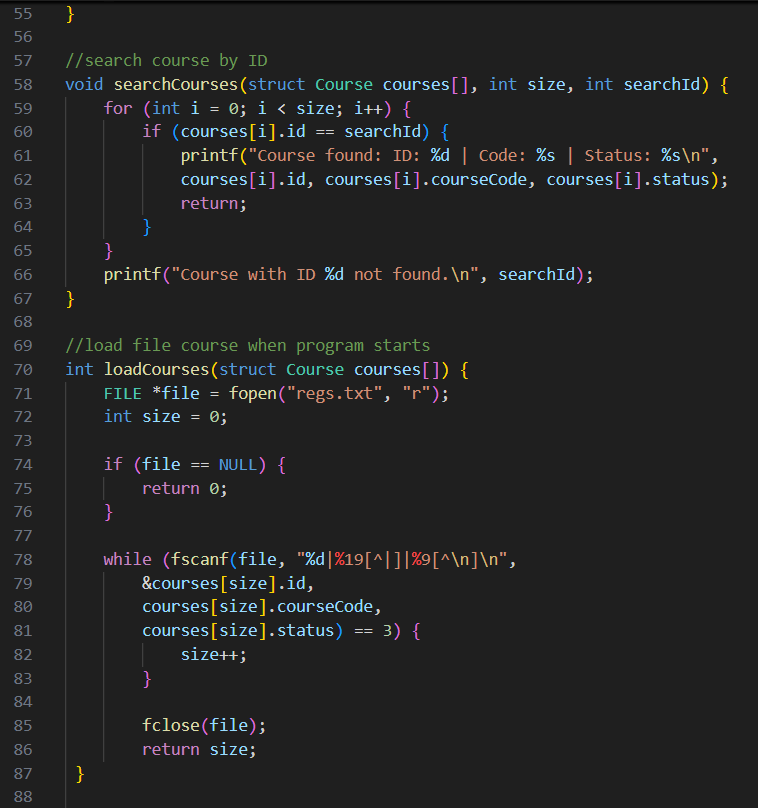 55 }
56
57 //search course by ID
58 void searchCourses(struct Course courses[], int size, int searchId) {
59     for (int i = 0; i < size; i++) {
60         if (courses[i].id == searchId) {
61             printf("Course found: ID: %d | Code: %s | Status: %s\n",
62             courses[i].id, courses[i].courseCode, courses[i].status);
63             return;
64         }
65     }
66     printf("Course with ID %d not found.\n", searchId);
67 }
68
69 //load file course when program starts
70 int loadCourses(struct Course courses[]) {
71     FILE *file = fopen("regs.txt", "r");
72     int size = 0;
73
74     if (file == NULL) {
75         return 0;
76     }
77
78     while (fscanf(file, "%d|%19[^|]|%9[^\n]\n",
79         &courses[size].id,
80         courses[size].courseCode,
81         courses[size].status) == 3) {
82             size++;
83         }
84
85         fclose(file);
86         return size;
87  }
88